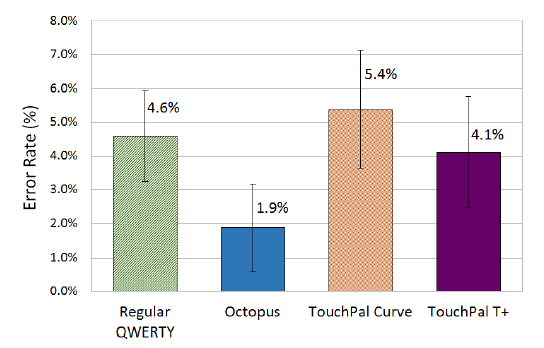 8.0%
7.0%
6.0%
5.0%
4.0%
3.0%
2.0%
1.0%
0.0%
Error Rate (%)
4.6%
1.9%
5.4%
4.1%
Regular
QWERTY
Octopus
TouchPal Curve
TouchPal T+